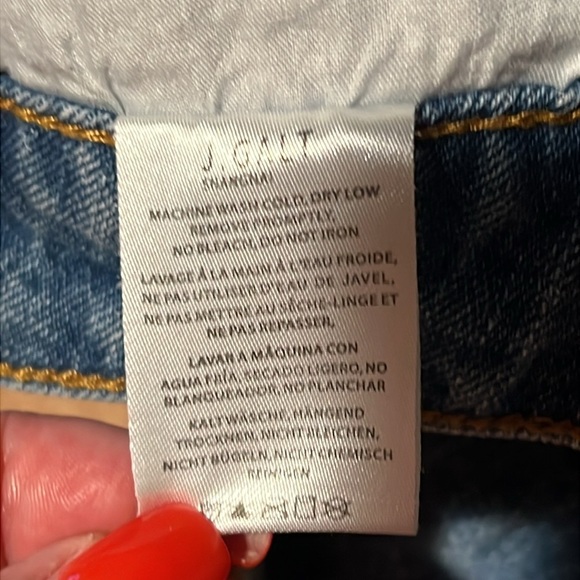 J. GALT
SHANGHAI
MACHINE WASH COLD, DRY LOW
REMOVE PROMPTLY,
NO BLEACH, DO NOT IRON
LAVAGE À LA MAIN À L'EAU FROIDE,
NE PAS UTILISER D'EAU DE JAVEL,
NE PAS METTRE AU SÈCHE-LINGE ET
NE PAS REPASSER,
LAVAR A MÁQUINA CON
AGUA FRÍA, SECADO LIGERO, NO
BLANQUEADOR, NO PLANCHAR
KALTWÄSCHE, HÄNGEND
TROCKNEN, NICHT BLEICHEN,
NICHT BÜGELN, NICHT CHEMISCH
REINIGEN